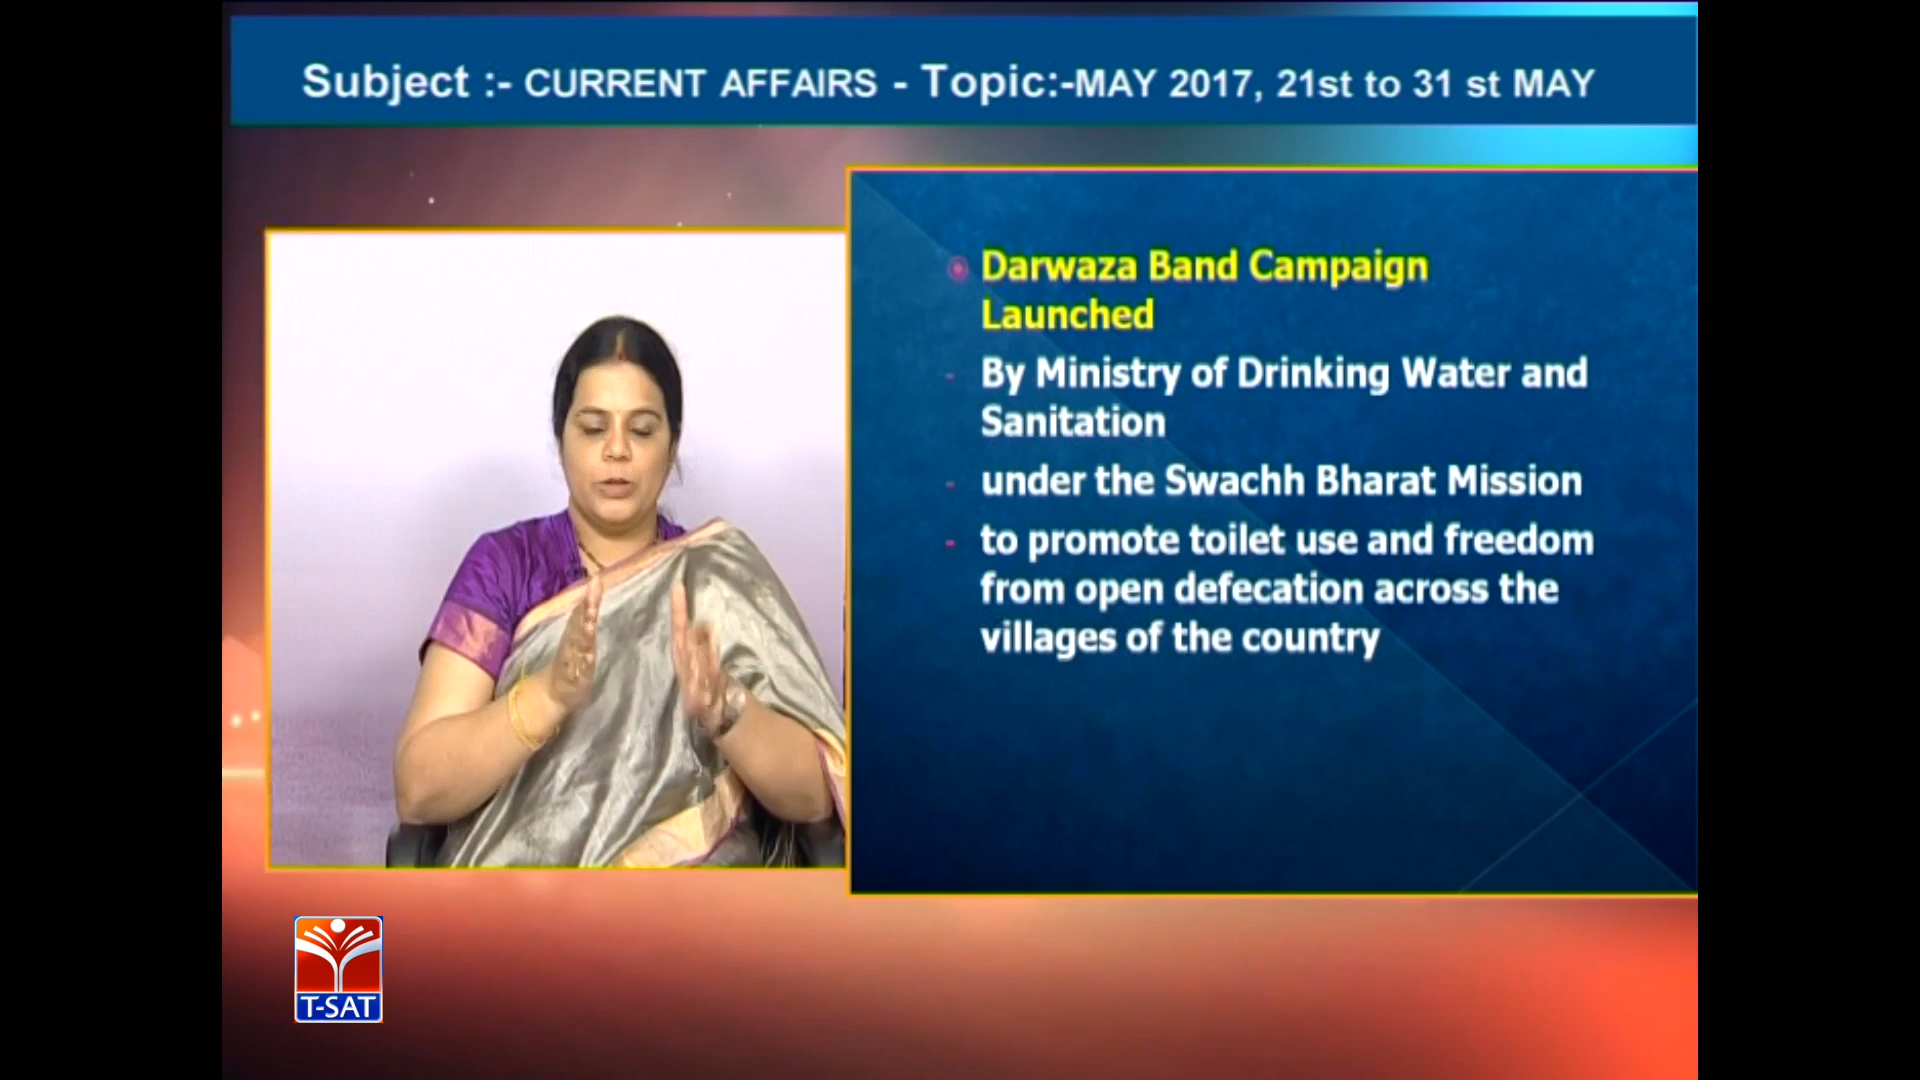 Subject :- CURRENT AFFAIRS - Topic:-MAY 2017, 21st to 31 st MAY
Darwaza Band Campaign
Launched
- By Ministry of Drinking Water and
Sanitation
- under the Swachh Bharat Mission
- to promote toilet use and freedom
from open defecation across the
villages of the country
T-SAT